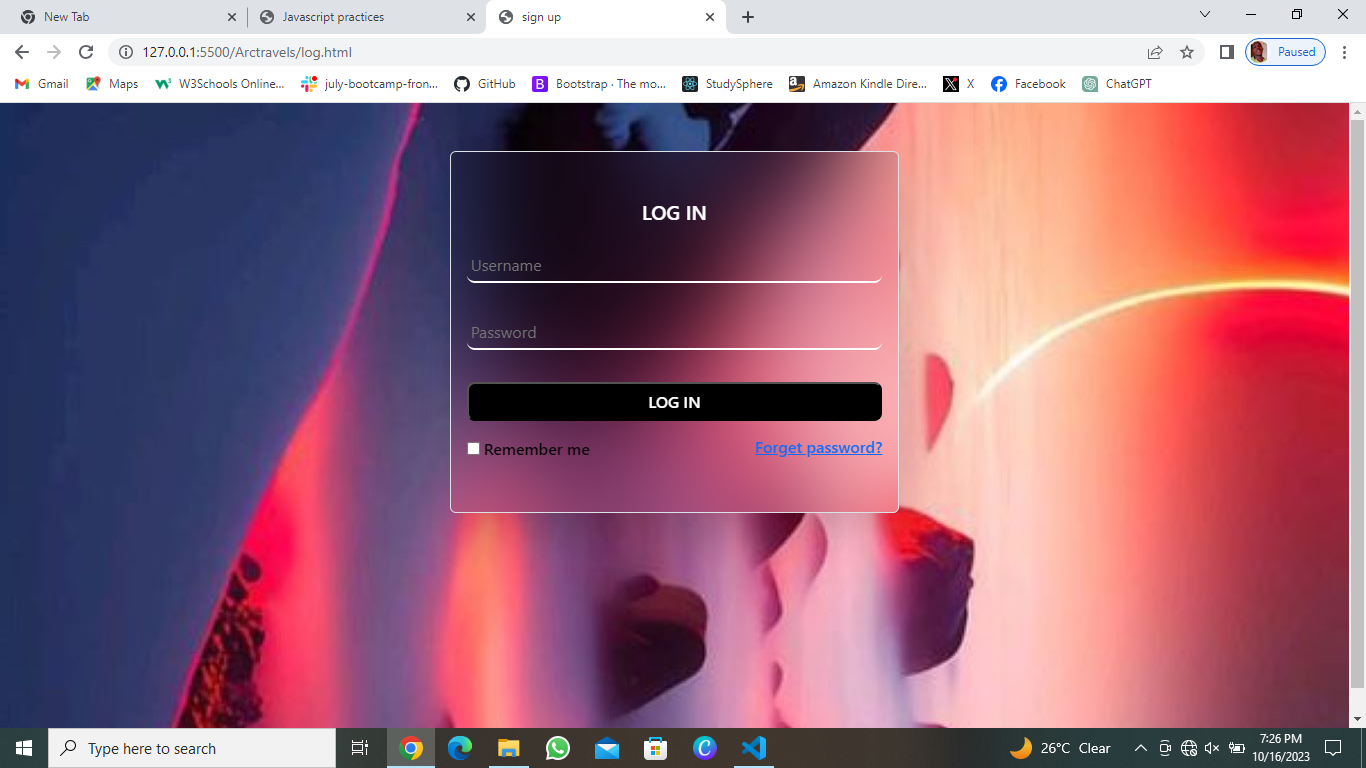 New Tab
Javascript practices
sign up
127.0.0.1:5500/Arctravels/log.html
Paused
Gmail
Maps
W3Schools Online...
july-bootcamp-fron...
GitHub
Bootstrap · The mo...
StudySphere
Amazon Kindle Dire...
X
Facebook
ChatGPT
LOG IN
Username
Password
LOG IN
Remember me
Forget password?
Type here to search
26°C Clear
7:26 PM
10/16/2023